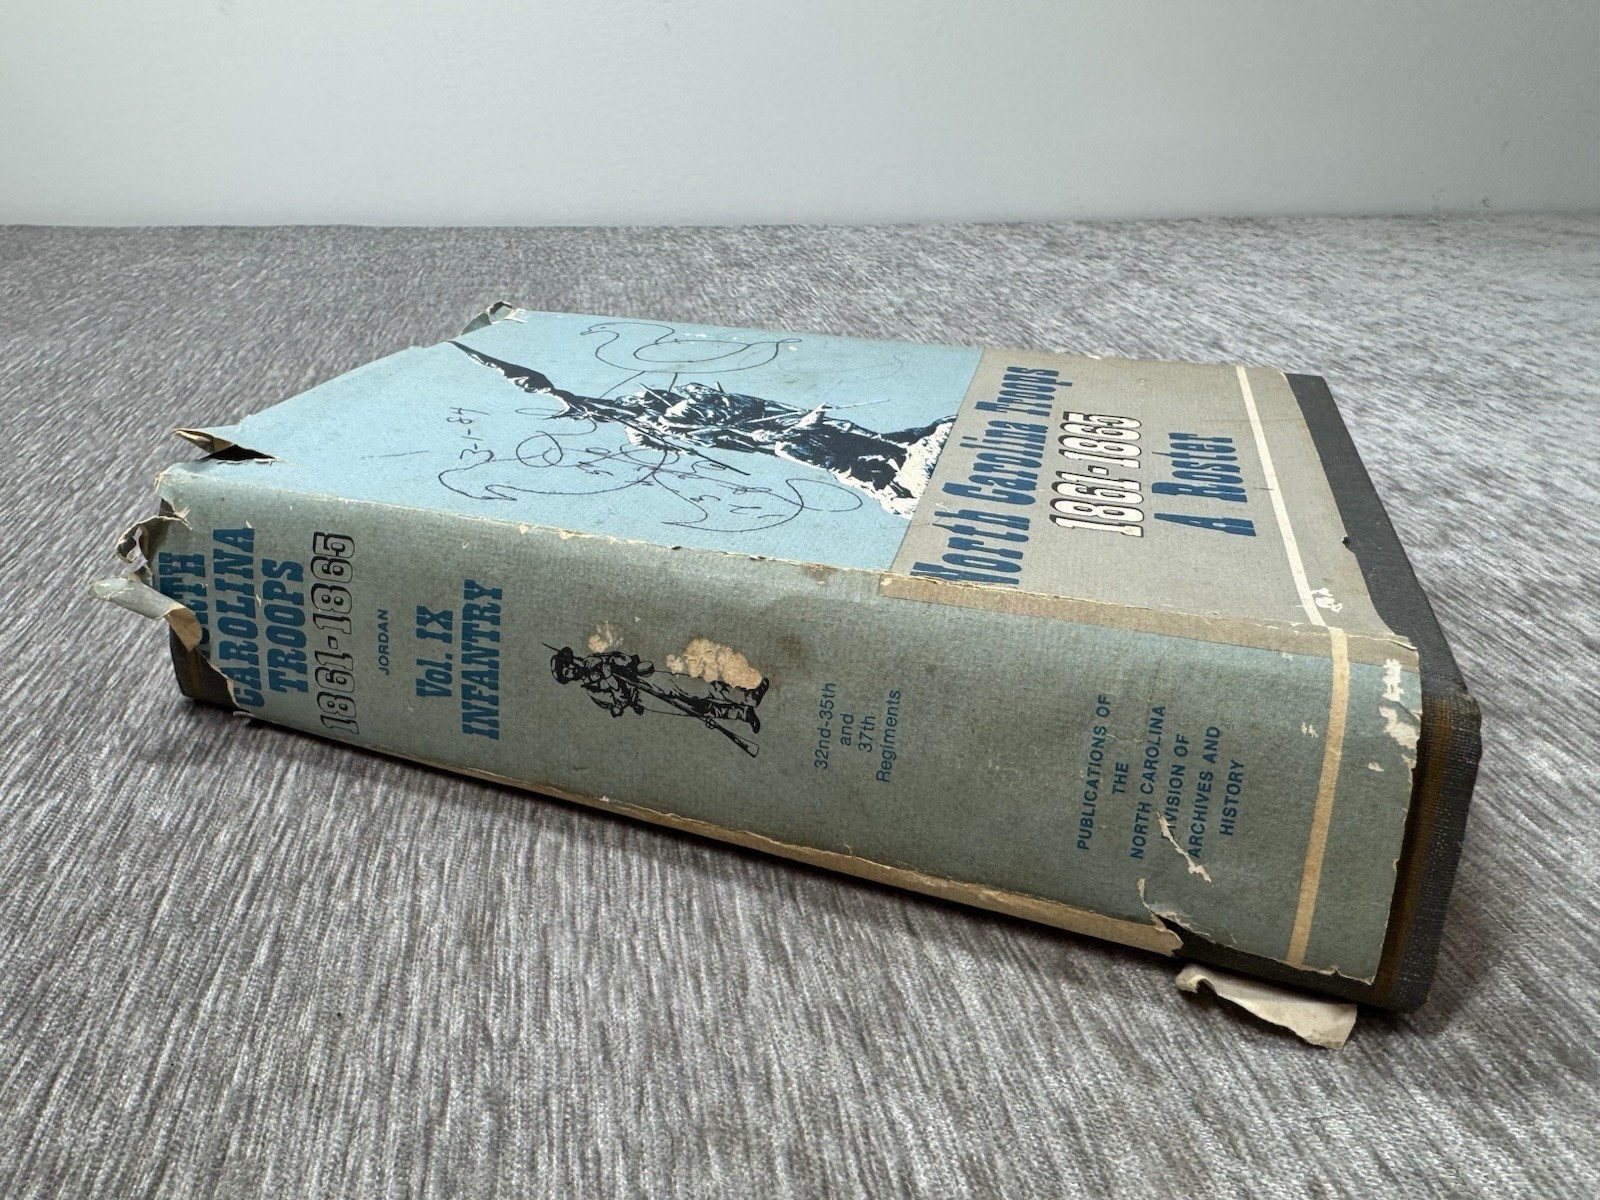 North Carolina Troops
1861-1865
A Roster
3-1-84
NORTH
CAROLINA
TROOPS
1861-1865
JORDAN
Vol. IX
INFANTRY
32nd-35th
and
37th
Regiments
PUBLICATIONS OF
THE
NORTH CAROLINA
VISION OF
ARCHIVES AND
HISTORY